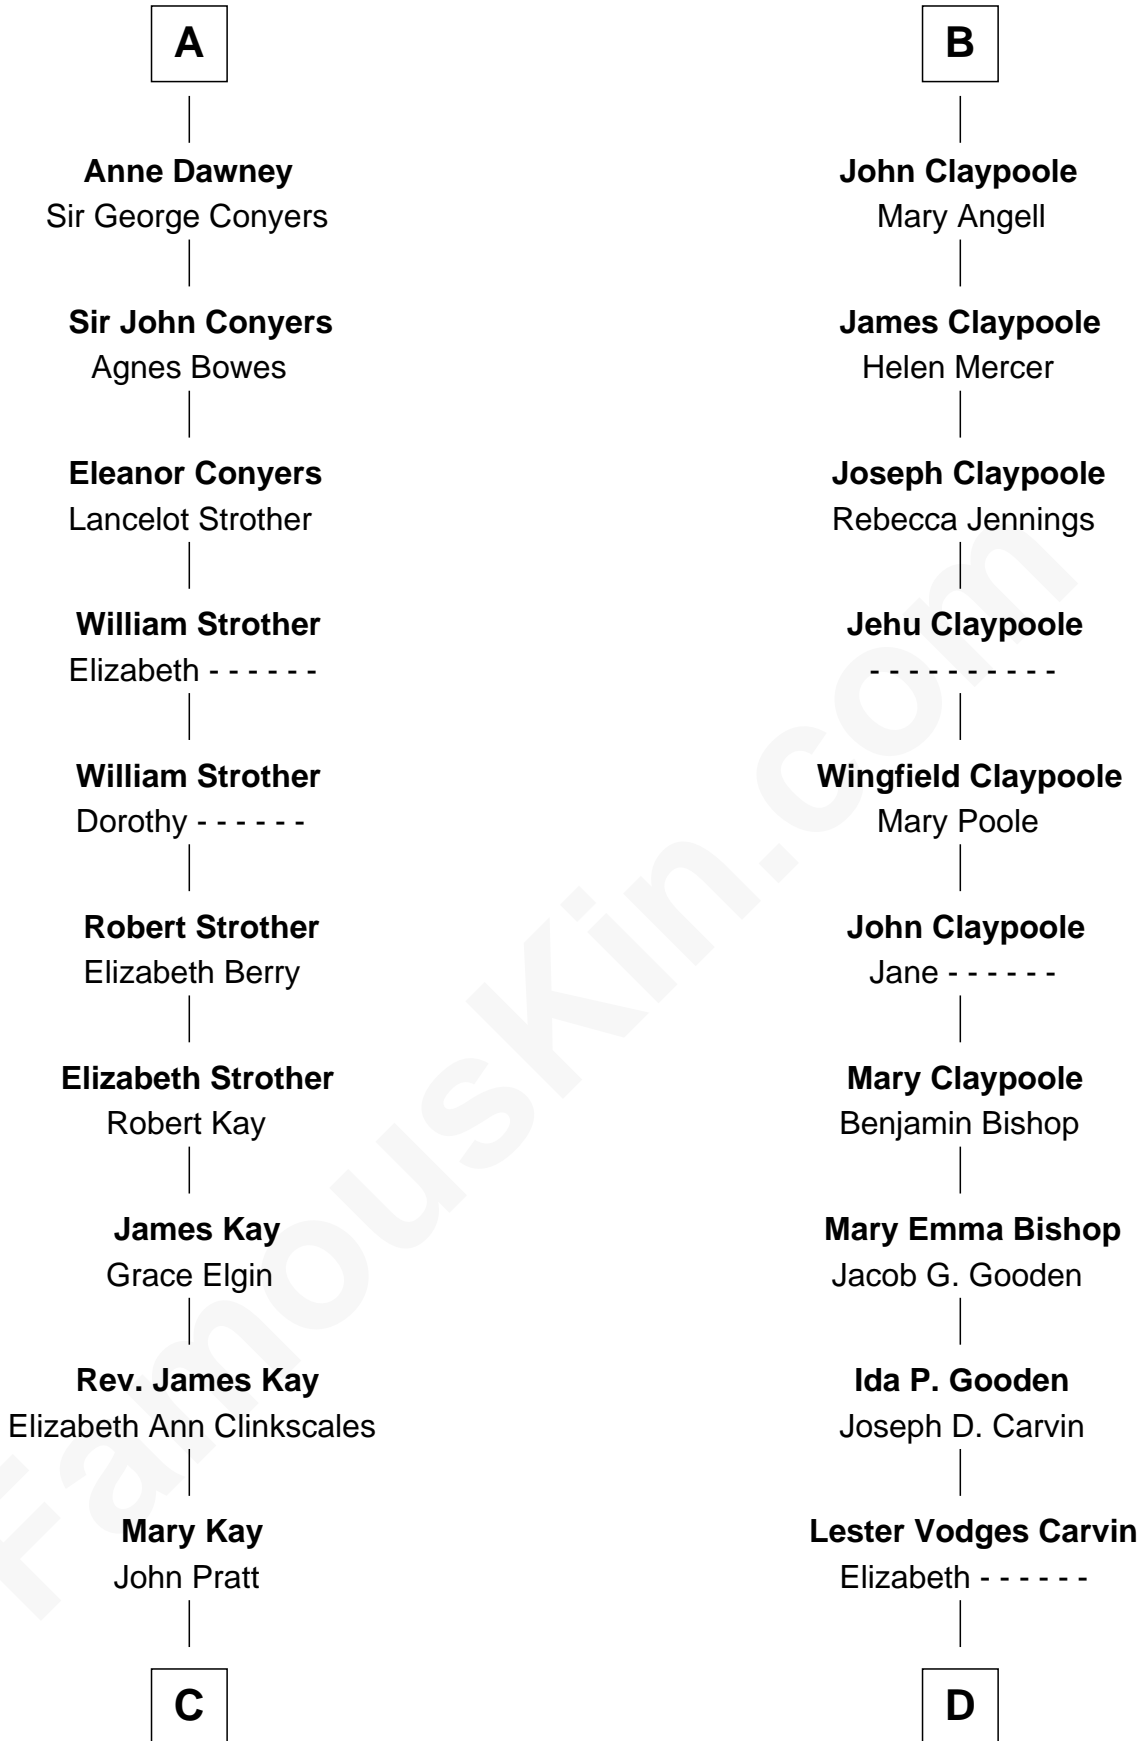 A
Anne Dawney
Sir George Conyers
Sir John Conyers
Agnes Bowes
Eleanor Conyers
Lancelot Strother
William Strother
Elizabeth - - - - - -
William Strother
Dorothy - - - - - -
Robert Strother
Elizabeth Berry
Elizabeth Strother
Robert Kay
James Kay
Grace Elgin
Rev. James Kay
Elizabeth Ann Clinkscales
Mary Kay
John Pratt
C
B
John Claypoole
Mary Angell
James Claypoole
Helen Mercer
Joseph Claypoole
Rebecca Jennings
Jehu Claypoole
- - - - - - - - - -
Wingfield Claypoole
Mary Poole
John Claypoole
Jane - - - - - -
Mary Claypoole
Benjamin Bishop
Mary Emma Bishop
Jacob G. Gooden
Ida P. Gooden
Joseph D. Carvin
Lester Vodges Carvin
Elizabeth - - - - - -
D
FamousKin.com